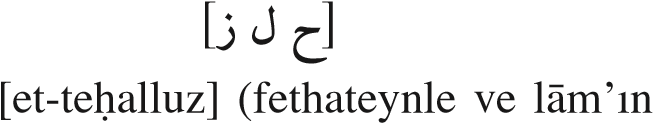 [ح ل ز]
[et-teḥalluz] (fethateynle ve lām’ın